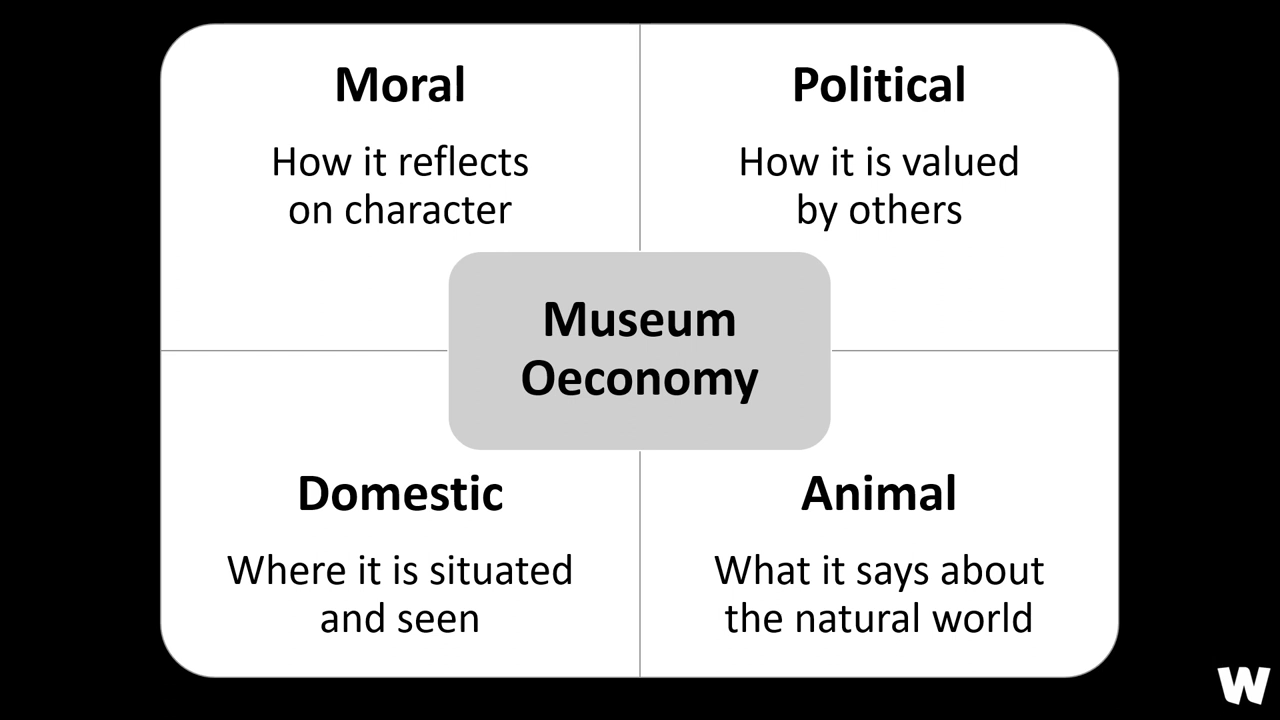 Moral
How it reflects
on character
Political
How it is valued
by others
Museum
Oeconomy
Domestic
Where it is situated
and seen
Animal
What it says about
the natural world
W